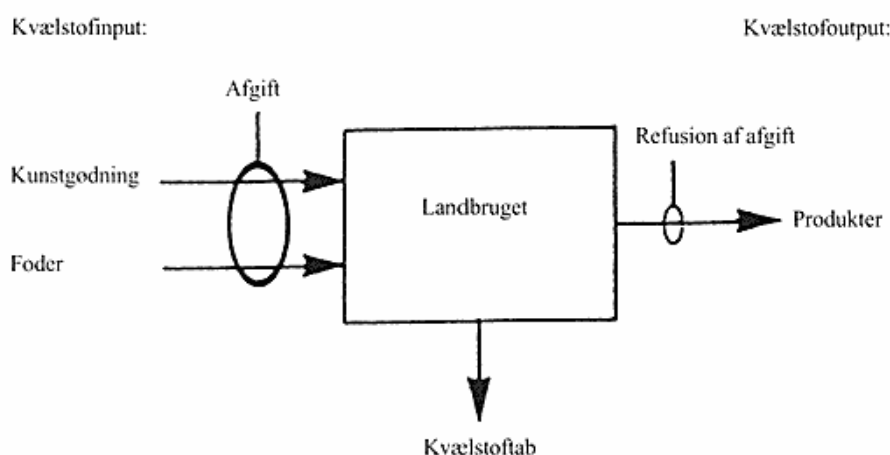 Kvælstofinput:
Kvælstofoutput:
Afgift
Refusion af afgift
Kunstgødning
Landbruget
Produkter
Foder
Kvælstoftab